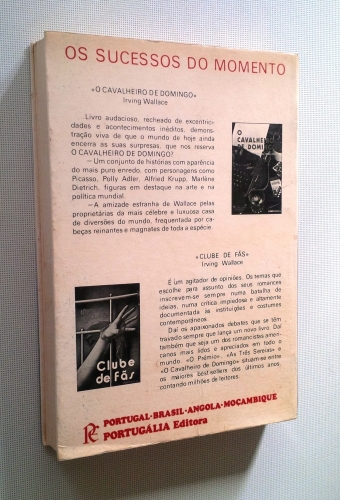 OS SUCESSOS DO MOMENTO
«O CAVALHEIRO DE DOMINGO»
Irving Wallace
Livro audacioso, recheado de excentrici-
dades e acontecimentos inéditos, demons-
tração viva de que o mundo de hoje ainda
encerra as suas surpresas, que nos reserva
O CAVALHEIRO DE DOMINGO?
— Um conjunto de histórias com aparência
do mais puro enredo, com personagens como
Picasso, Polly Adler, Alfried Krupp, Marlène
Dietrich, figuras em destaque na arte e na
política mundial.
— A amizade estranha de Wallace pelas
proprietárias da mais célebre e luxuosa casa
de diversões do mundo, frequentada por ca-
beças reinantes e magnates de toda a espécie.
O
CAVALHEIRO
DE DOMINGO
«CLUBE DE FÃS»
Irving Wallace
É um agitador de opiniões. Os temas que
escolhe para assunto dos seus romances
inscrevem-se sempre numa batalha de
ideias, numa crítica impiedosa e altamente
documentada às instituições e costumes
contemporâneos.
Daí os apaixonados debates que se têm
travado sempre que lança um novo livro. Daí
também que seja um dos romancistas ameri-
canos mais lidos e apreciados em todo o
mundo. «O Prémio», «As Três Sereias» e
«O Cavalheiro de Domingo» situam-se entre
os maiores best-sellers dos últimos anos,
contando milhões de leitores.
Clube
de Fãs
PORTUGAL·BRASIL·ANGOLA·MOÇAMBIQUE
PORTUGÁLIA Editora